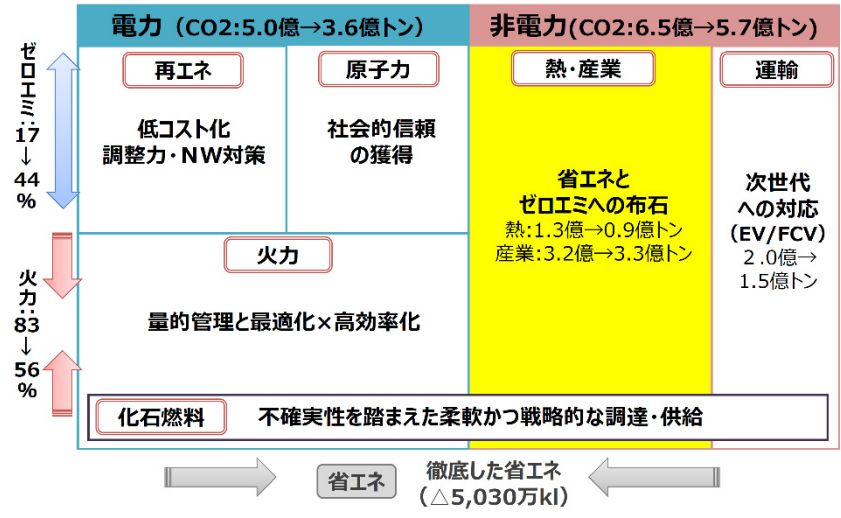 電力（CO2:5.0億→3.6億トン）
非電力(CO2:6.5億→5.7億トン)
ゼロエミ:17→44%
火力:83→56%
再エネ
低コスト化
調整力・NW対策
原子力
社会的信頼
の獲得
熱・産業
省エネと
ゼロエミへの布石
熱:1.3億→0.9億トン
産業:3.2億→3.3億トン
運輸
次世代
への対応
（EV/FCV）
2.0億→
1.5億トン
火力
量的管理と最適化×高効率化
化石燃料 不確実性を踏まえた柔軟かつ戦略的な調達・供給
省エネ
徹底した省エネ
（△5,030万kl）